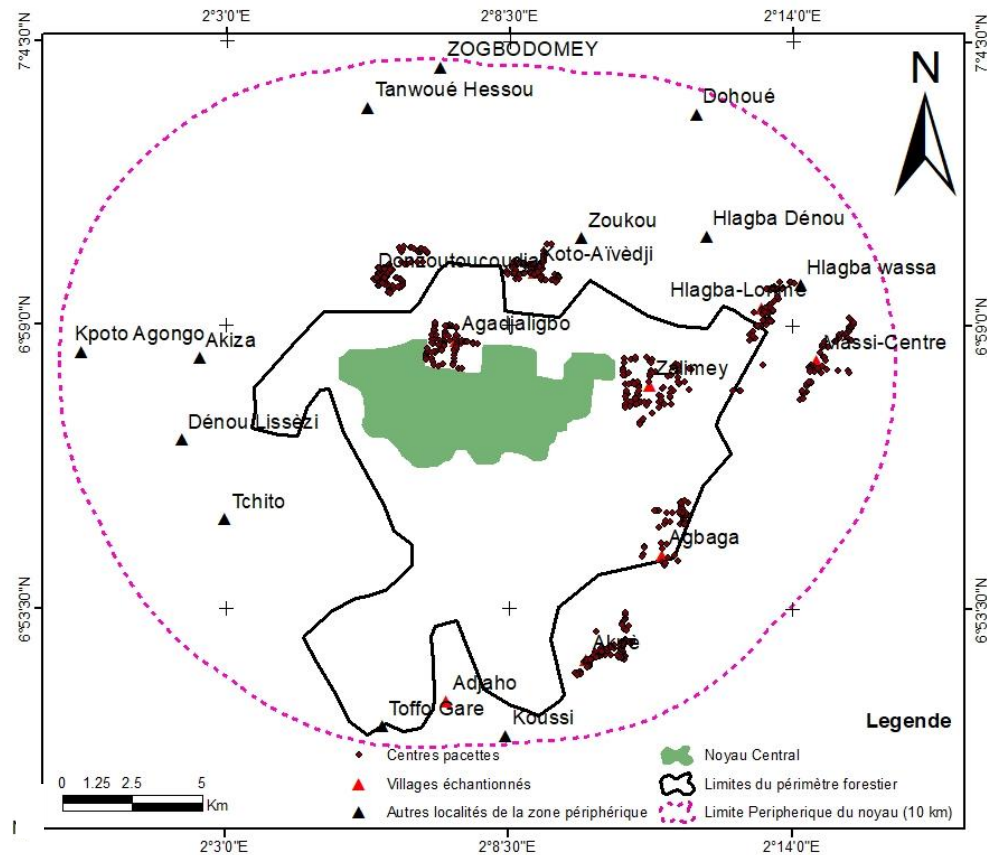 2°3'0"E 2°8'30"E 2°14'0"E
7°4'30"N 7°4'30"N
ZOGBODOMEY
Tanwoué Hessou
Dohoué
N
Zoukou
Hlagba Dénou
Koto-Aïvèdji
Hlagba wassa
Hlagba-Lonmè
6°59'0"N 6°59'0"N
Agadjaligbo
Kpoto Agongo
Akiza
Massi-Centre
Zalimey
Dénou Lissèzi
Tchito
Agbaga
6°53'30"N 6°53'30"N
Adjaho
Toffo Gare
Koussi
Legende
Centres pacettes
Villages échantionnés
Autres localités de la zone périphérique
Noyau Central
Limites du périmètre forestier
Limite Peripherique du noyau (10 km)
0 1.25 2.5 5
Km
2°3'0"E 2°8'30"E 2°14'0"E